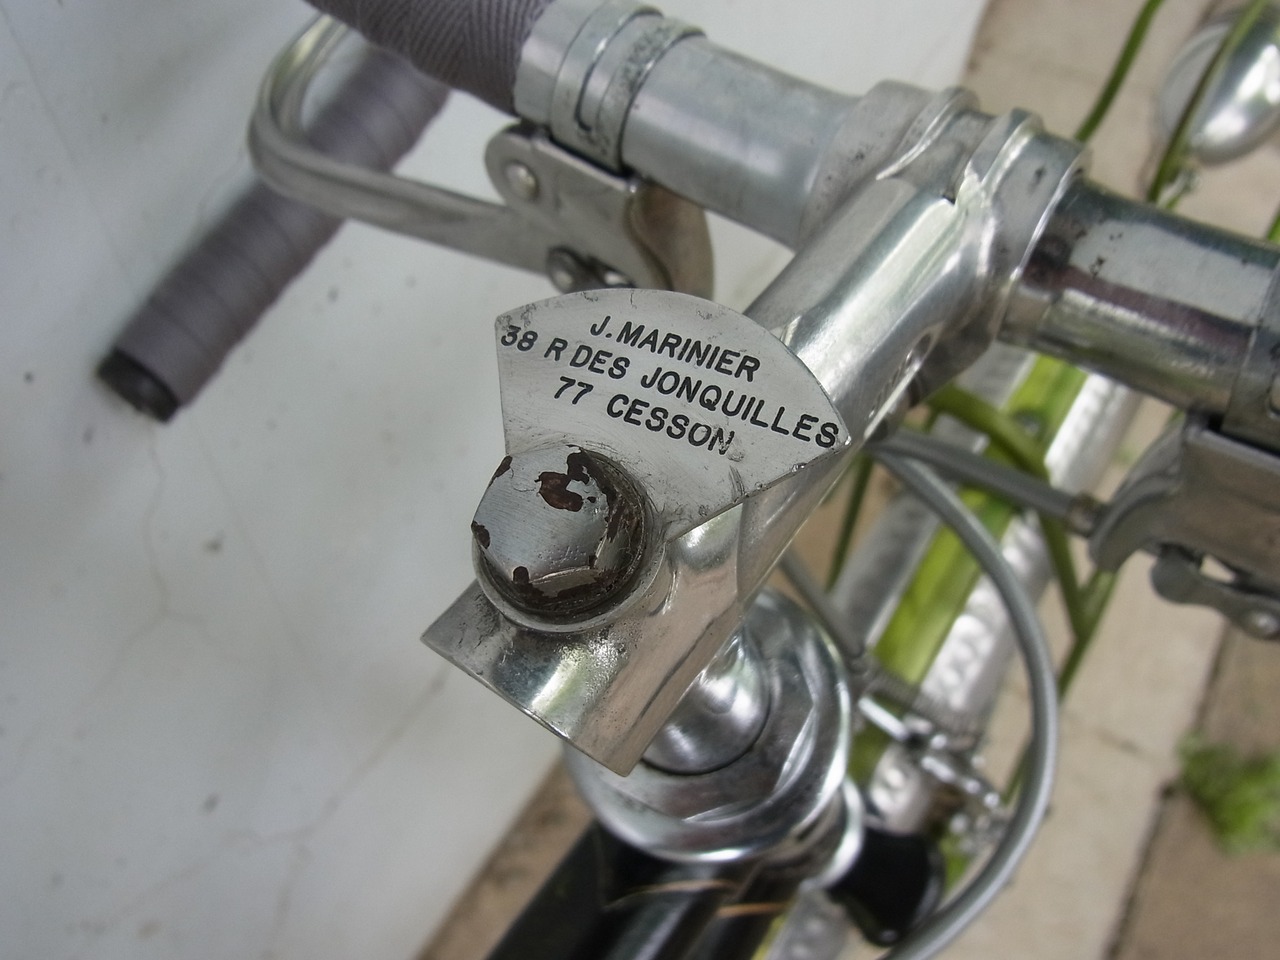 J. MARINIER
38 R DES JONQUILLES
77 CESSON